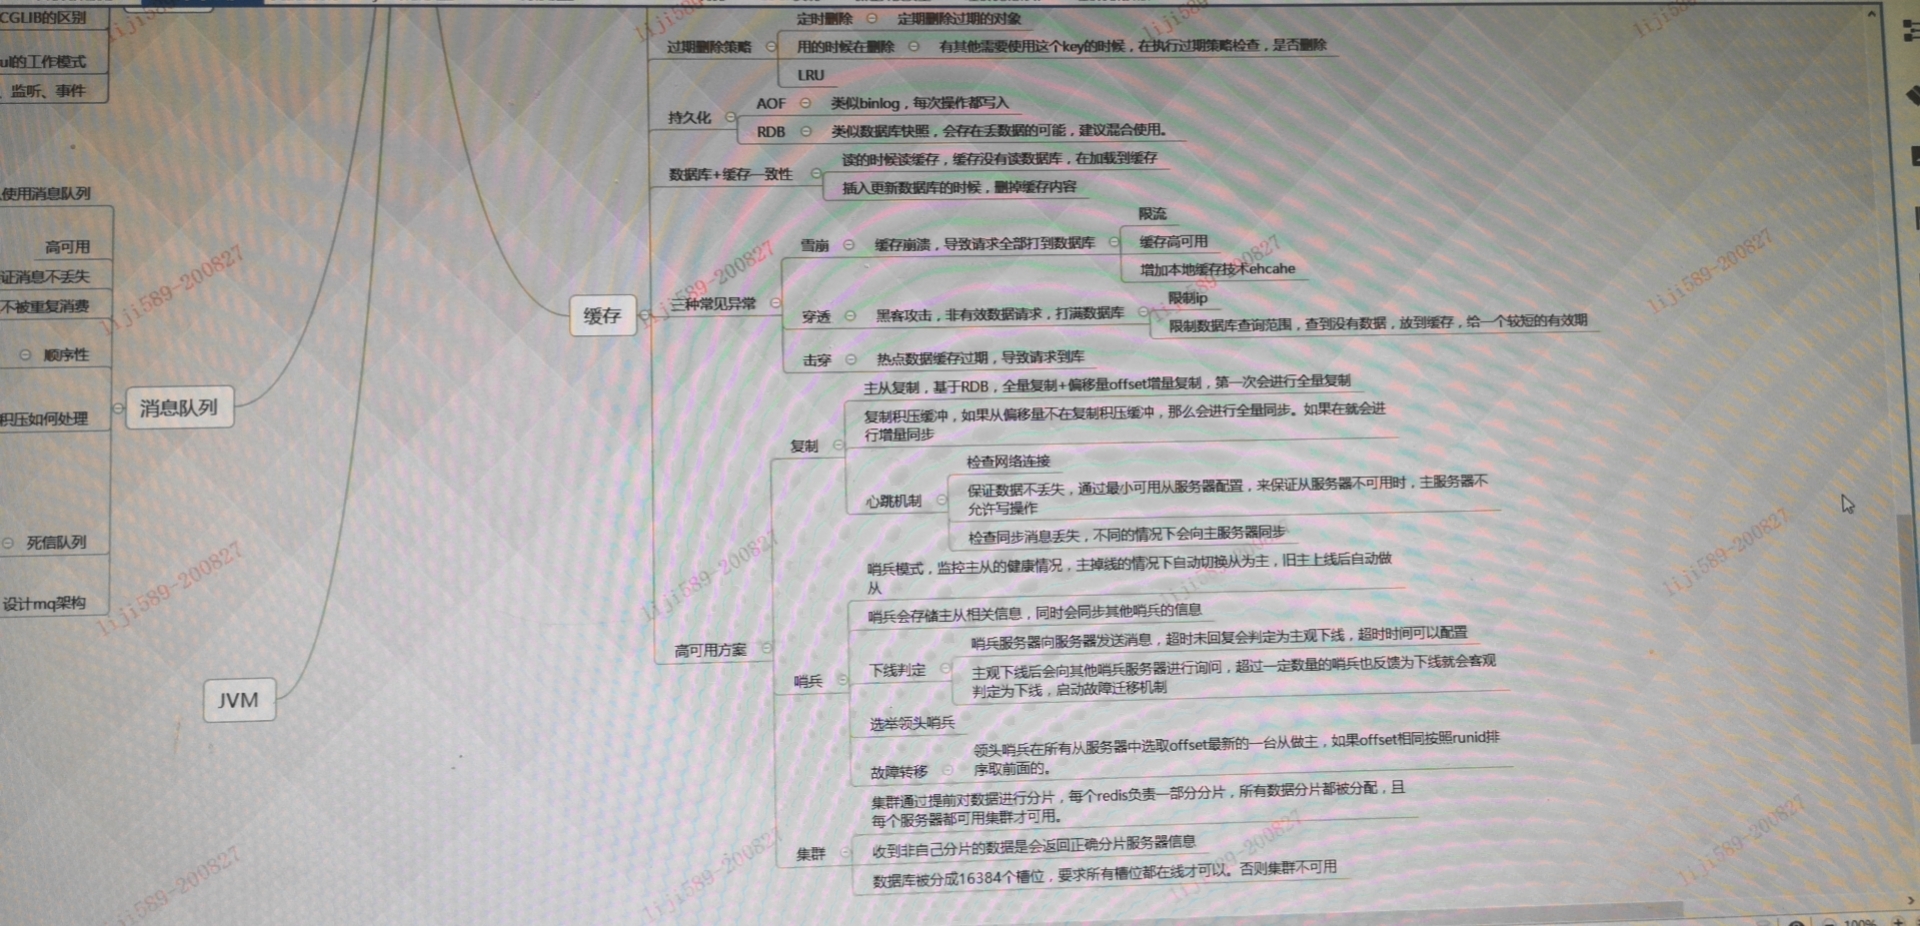 CGLIB的区别
ul的工作模式
监听、事件
使用消息队列
高可用
证消息不丢失
不被重复消费
顺序性
积压如何处理
死信队列
设计mq架构
消息队列
JVM
缓存
过期删除策略
定时删除
定期删除过期的对象
用的时候在删除
有其他需要使用这个key的时候，在执行过期策略检查，是否删除
LRU
持久化
AOF
类似binlog，每次操作都写入
RDB
类似数据库快照，会存在丢数据的可能，建议混合使用。
数据库+缓存一致性
读的时候读缓存，缓存没有读数据库，在加载到缓存
插入更新数据库的时候，删掉缓存内容
三种常见异常
雪崩
缓存崩溃，导致请求全部打到数据库
限流
缓存高可用
增加本地缓存技术ehcahe
穿透
黑客攻击，非有效数据请求，打满数据库
限制ip
限制数据库查询范围，查到没有数据，放到缓存，给一个较短的有效期
击穿
热点数据缓存过期，导致请求到库
高可用方案
复制
主从复制，基于RDB，全量复制+偏移量offset增量复制，第一次会进行全量复制
复制积压缓冲，如果从偏移量不在复制积压缓冲，那么会进行全量同步。如果在就会进
行增量同步
心跳机制
检查网络连接
保证数据不丢失，通过最小可用从服务器配置，来保证从服务器不可用时，主服务器不
允许写操作
检查同步消息丢失，不同的情况下会向主服务器同步
哨兵
哨兵模式，监控主从的健康情况，主掉线的情况下自动切换从为主，旧主上线后自动做
从
哨兵会存储主从相关信息，同时会同步其他哨兵的信息
下线判定
哨兵服务器向服务器发送消息，超时未回复会判定为主观下线，超时时间可以配置
主观下线后会向其他哨兵服务器进行询问，超过一定数量的哨兵也反馈为下线就会客观
判定为下线，启动故障迁移机制
选举领头哨兵
故障转移
领头哨兵在所有从服务器中选取offset最新的一台从做主，如果offset相同按照runid排
序取前面的。
集群
集群通过提前对数据进行分片，每个redis负责一部分分片，所有数据分片都被分配，且
每个服务器都可用集群才可用。
收到非自己分片的数据是会返回正确分片服务器信息
数据库被分成16384个槽位，要求所有槽位都在线才可以。否则集群不可用
liji589-200827
liji589-200827
liji589-200827
liji589-200827
liji589-200827
liji589-200827
liji589-200827
liji589-200827
100%